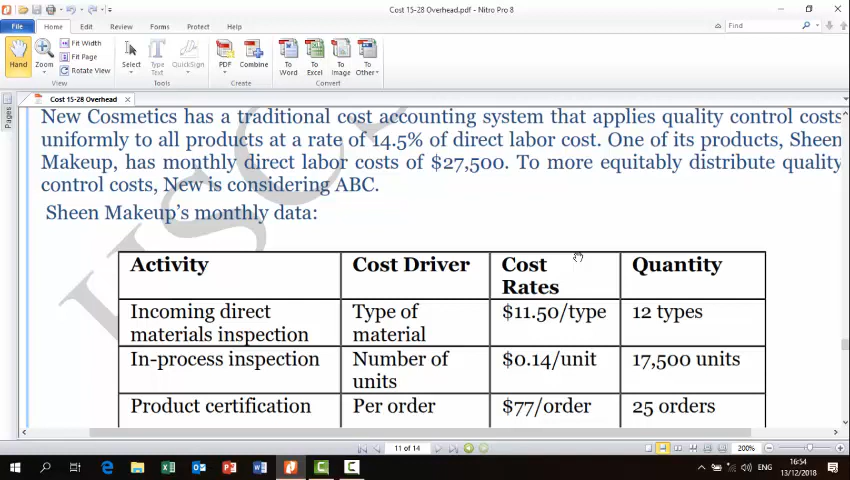 Cost 15-28 Overhead.pdf - Nitro Pro 8
File Home Edit Review Forms Protect Help
Find
Hand
Zoom
Fit Width
Fit Page
Rotate View
View
Select
Type Text
QuickSign
Tools
PDF
Combine
Create
To Word
To Excel
To Image
To Other
Convert
Pages
Cost 15-28 Overhead
New Cosmetics has a traditional cost accounting system that applies quality control costs
uniformly to all products at a rate of 14.5% of direct labor cost. One of its products, Sheen
Makeup, has monthly direct labor costs of $27,500. To more equitably distribute quality
control costs, New is considering ABC.
Sheen Makeup’s monthly data:
Activity Cost Driver Cost Rates Quantity
Incoming direct materials inspection Type of material $11.50/type 12 types
In-process inspection Number of units $0.14/unit 17,500 units
Product certification Per order $77/order 25 orders
11 of 14
200%
ENG
16:54
13/12/2018